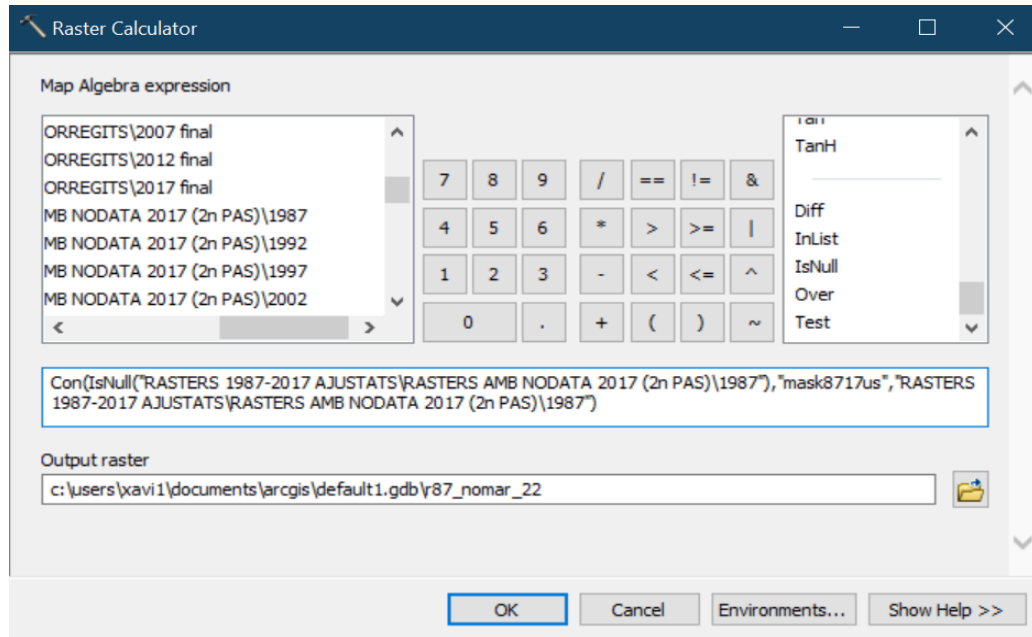 Raster Calculator
Map Algebra expression
ORREGITS\2007 final
ORREGITS\2012 final
ORREGITS\2017 final
MB NODATA 2017 (2n PAS)\1987
MB NODATA 2017 (2n PAS)\1992
MB NODATA 2017 (2n PAS)\1997
MB NODATA 2017 (2n PAS)\2002
7 8 9 / == != &
4 5 6 * > >= |
1 2 3 - < <= ^
0 . + ( ) ~
TanH
Diff
InList
IsNull
Over
Test
Con(IsNull("RASTERS 1987-2017 AJUSTATS\RASTERS AMB NODATA 2017 (2n PAS)\1987"),"mask8717us","RASTERS
1987-2017 AJUSTATS\RASTERS AMB NODATA 2017 (2n PAS)\1987")
Output raster
c:\users\xavi1\documents\arcgis\default1.gdb\r87_nomar_22
OK Cancel Environments... Show Help >>